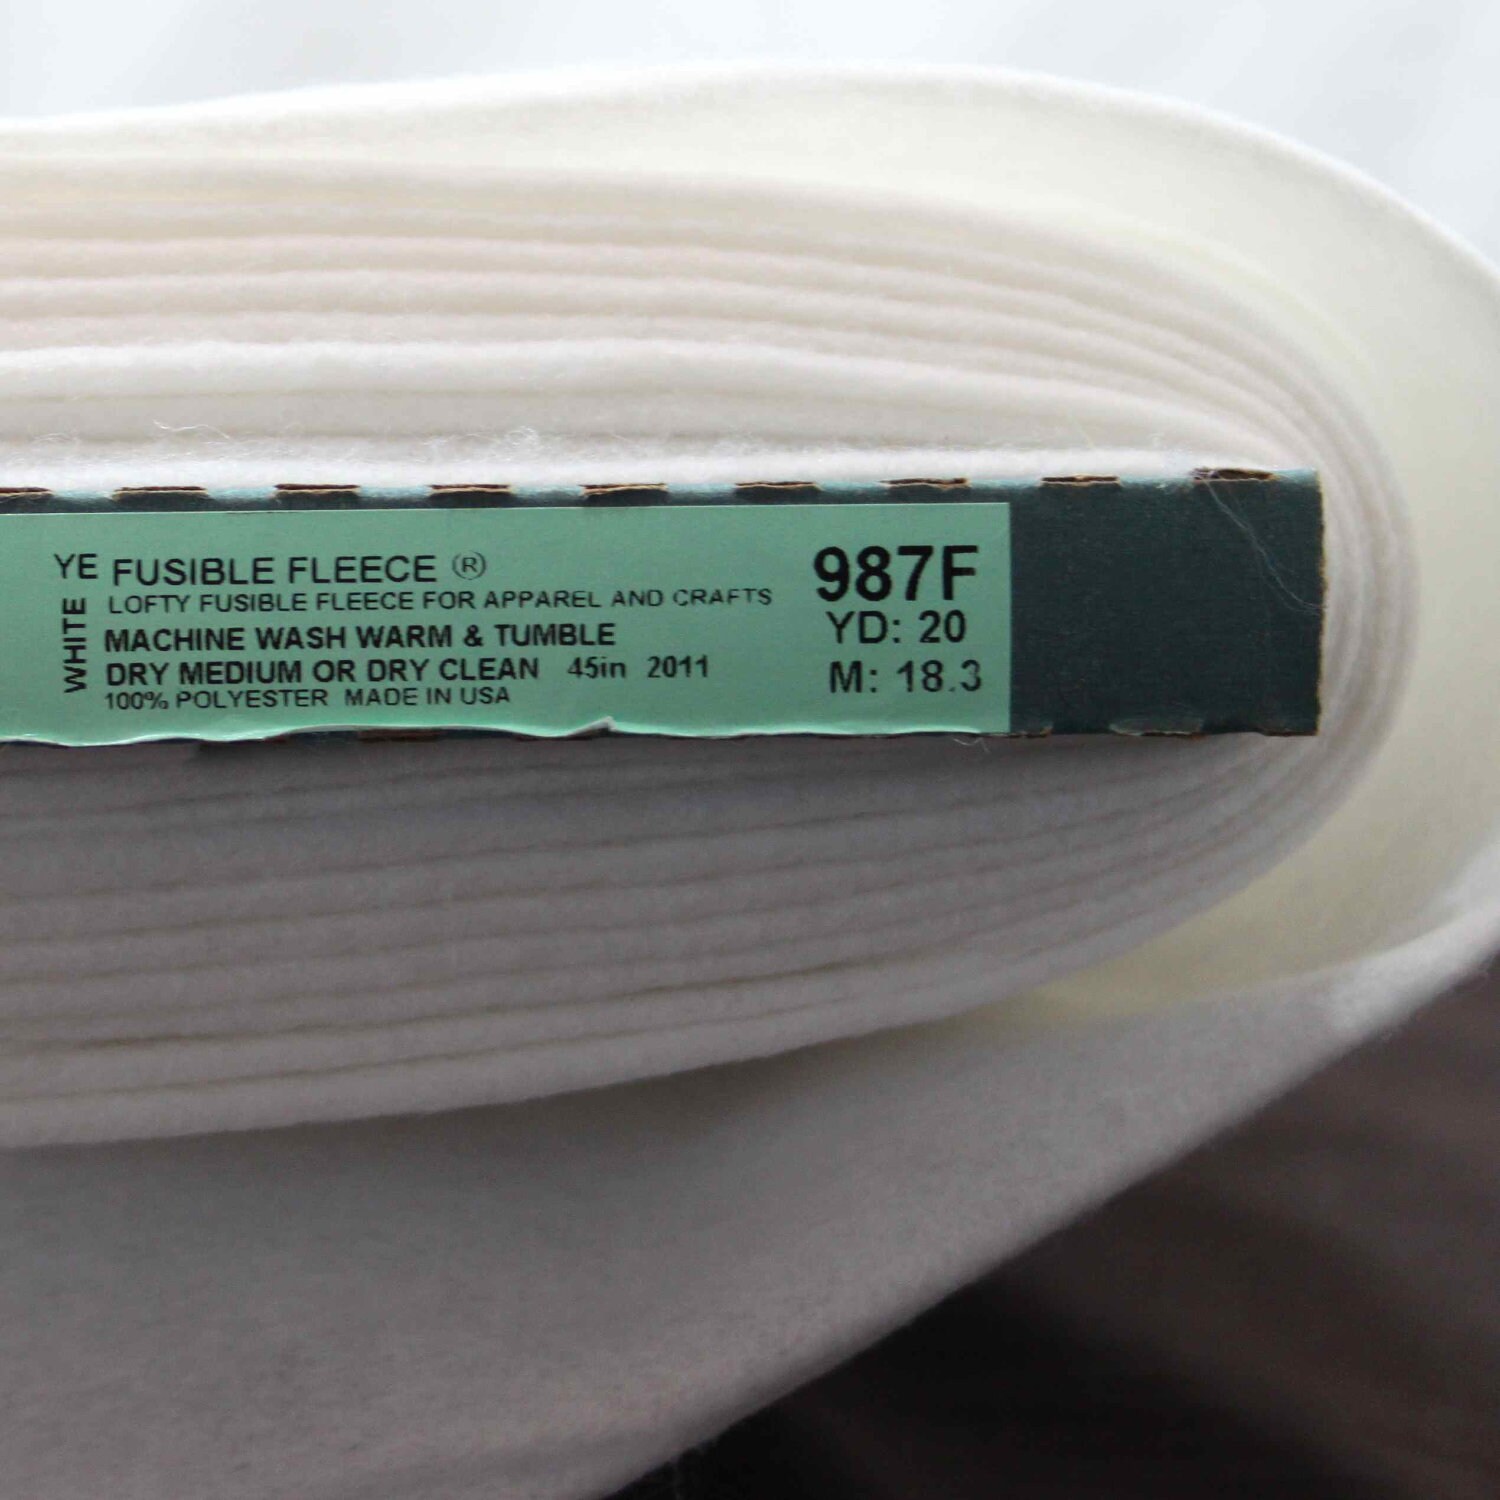 YE FUSIBLE FLEECE ®
WHITE
LOFTY FUSIBLE FLEECE FOR APPAREL AND CRAFTS
MACHINE WASH WARM & TUMBLE
DRY MEDIUM OR DRY CLEAN 45in 2011
100% POLYESTER MADE IN USA
987F
YD: 20
M: 18.3